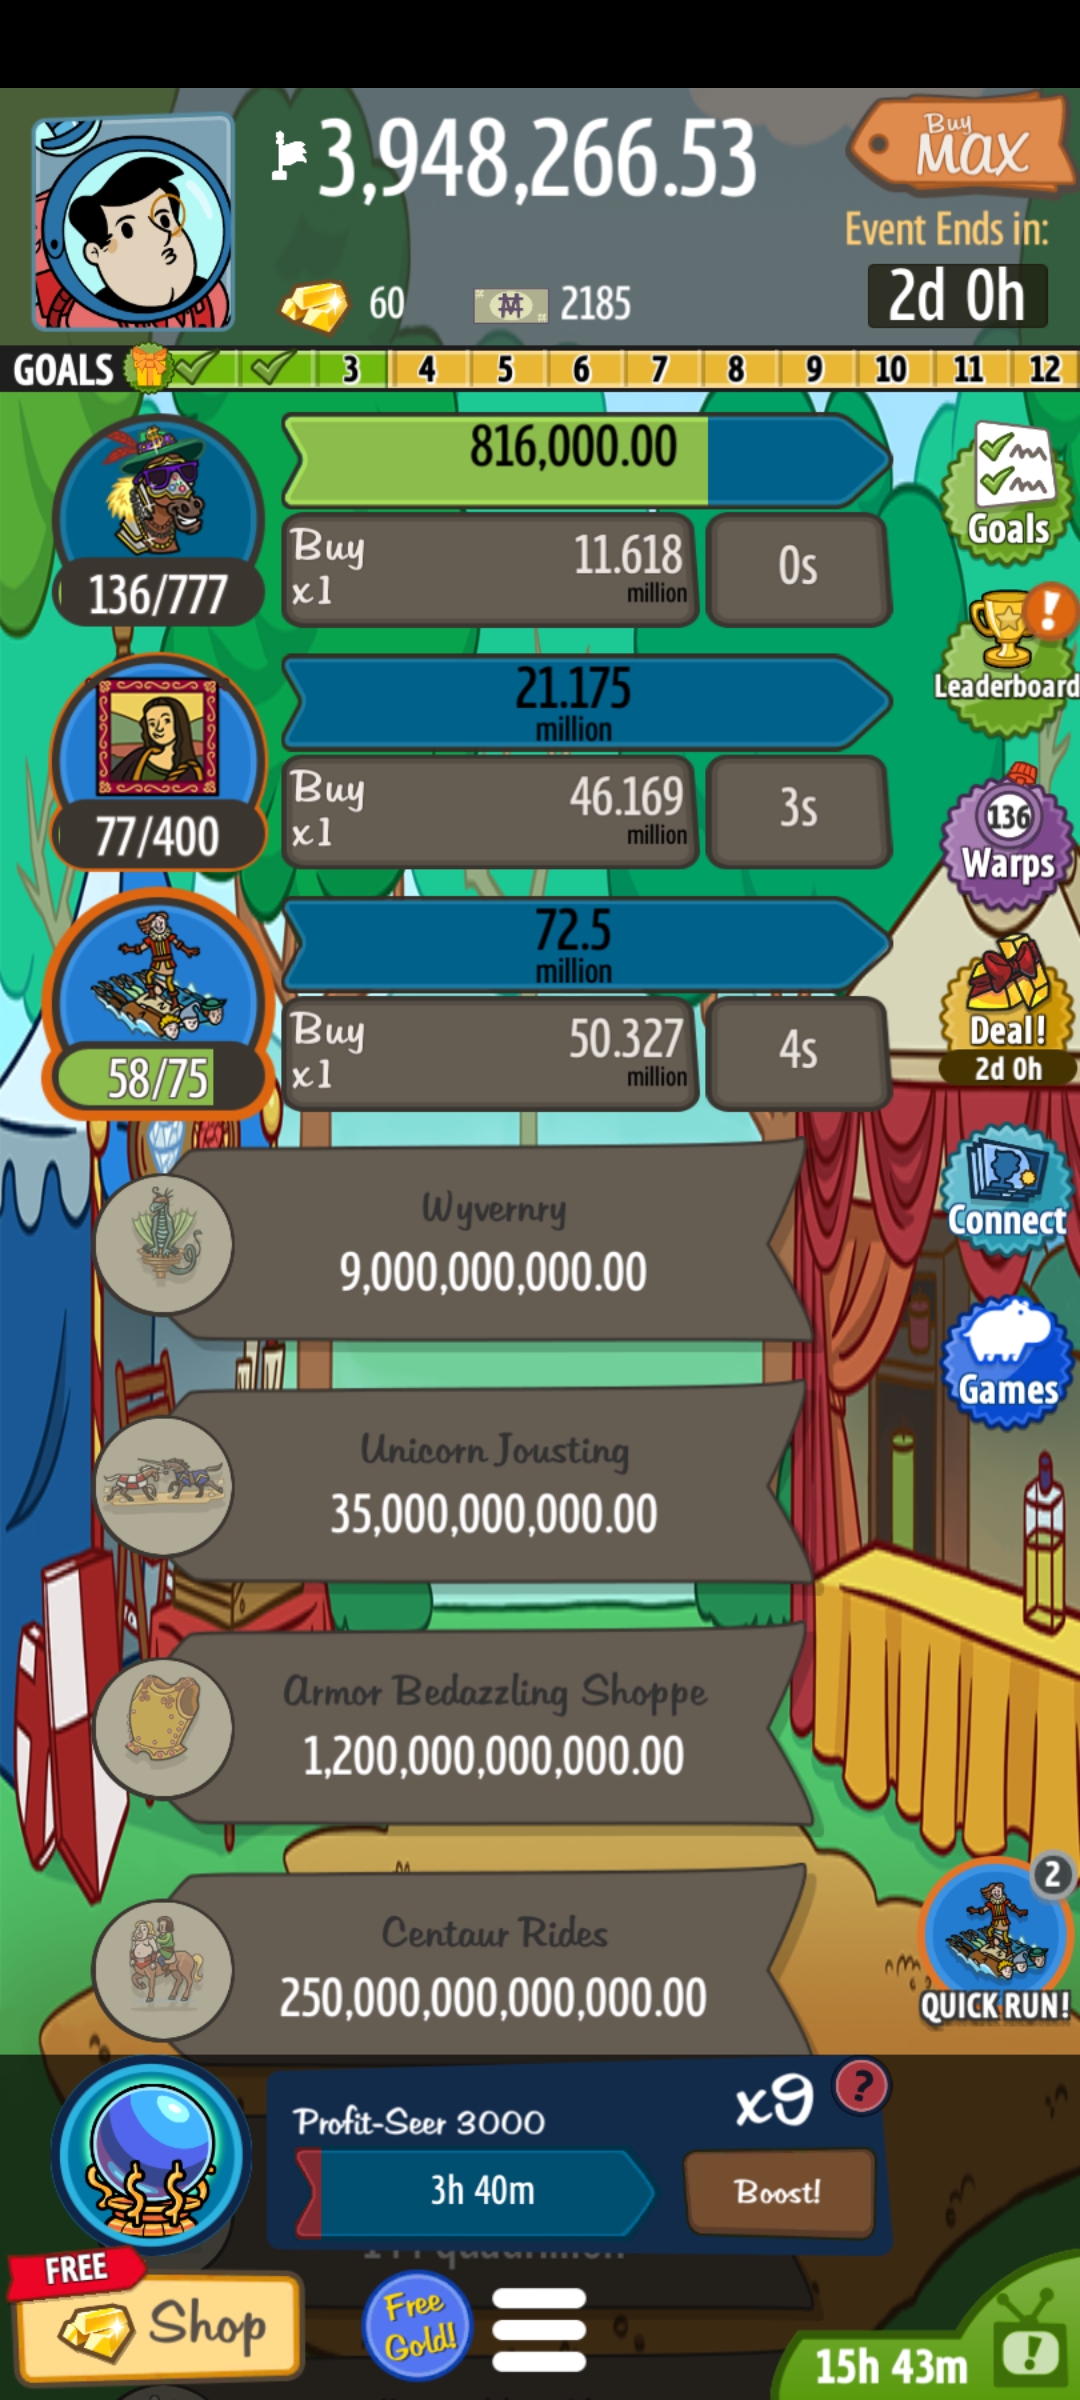 3,948,266.53
Buy
MAX
Event Ends in:
2d 0h
60
2185
GOALS
3
4
5
6
7
8
9
10
11
12
816,000.00
136/777
Buy
x1
11.618
million
0s
Goals
21.175
million
77/400
Buy
x1
46.169
million
3s
!
Leaderboard
136
Warps
72.5
million
58/75
Buy
x1
50.327
million
4s
Deal!
2d 0h
Wyvernry
9,000,000,000.00
Connect
Unicorn Jousting
35,000,000,000.00
Games
Armor Bedazzling Shoppe
1,200,000,000,000.00
Centaur Rides
250,000,000,000,000.00
2
QUICK RUN!
Profit-Seer 3000
x9
?
3h 40m
Boost!
FREE
Shop
Free
Gold!
15h 43m
!